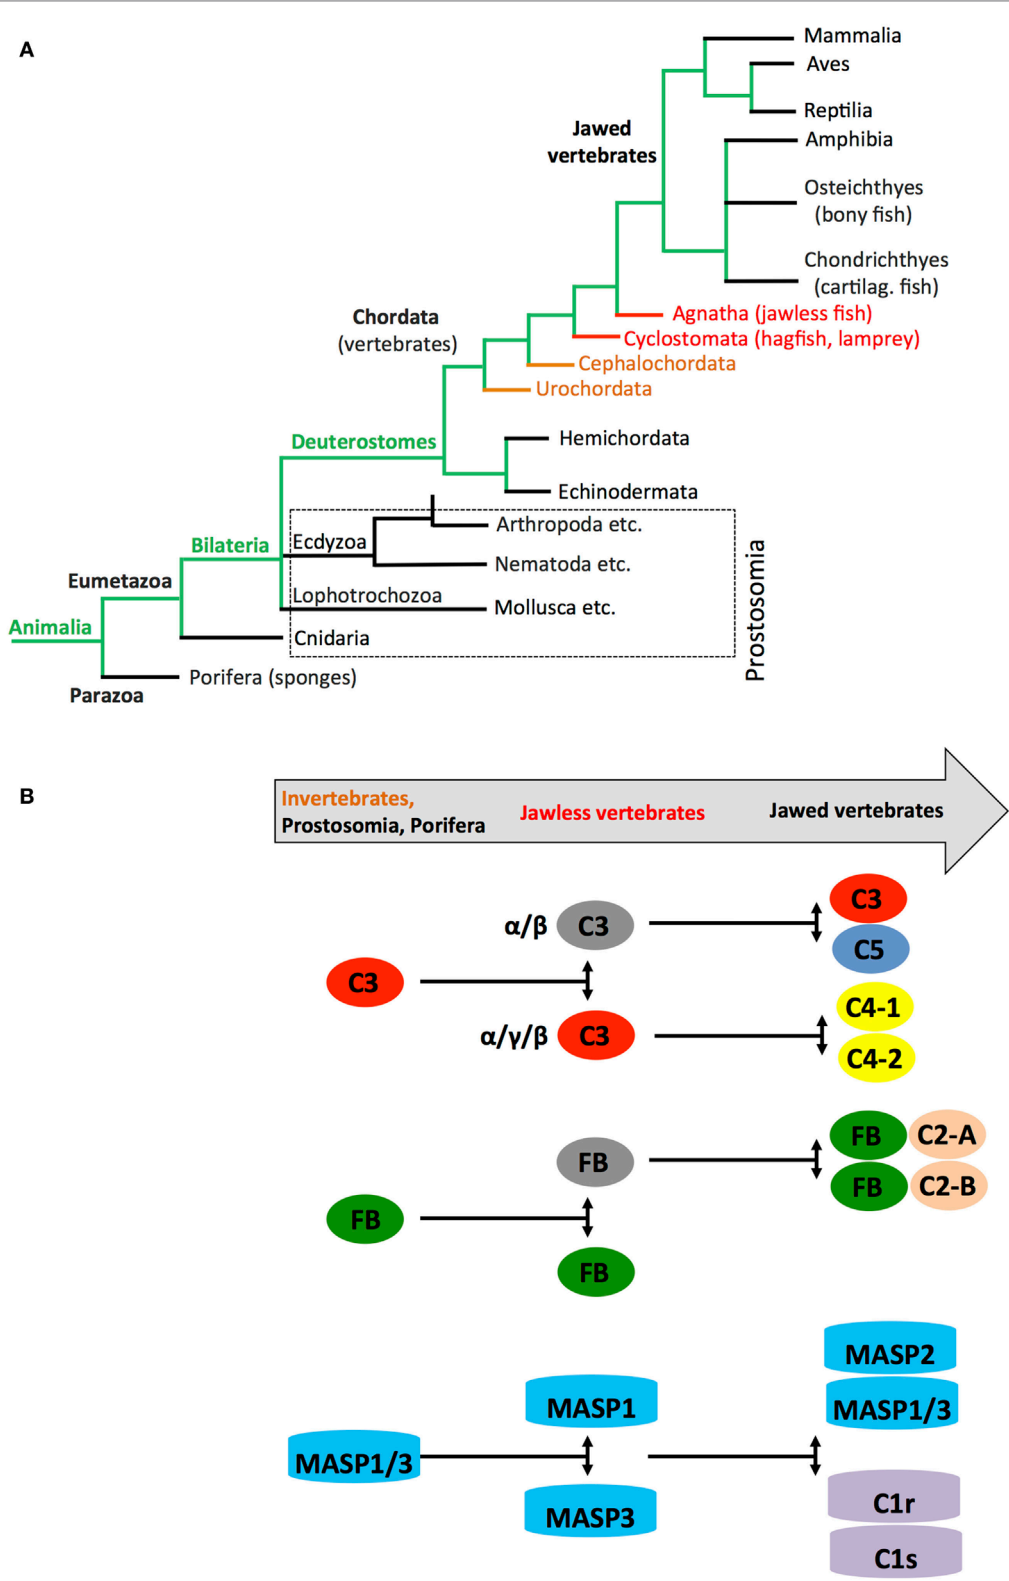 A
Mammalia
Aves
Reptilia
Jawed
vertebrates
Amphibia
Osteichthyes
(bony fish)
Chondrichthyes
(cartilag. fish)
Agnatha (jawless fish)
Chordata
(vertebrates)
Cyclostomata (hagfish, lamprey)
Cephalochordata
Urochordata
Deuterostomes
Hemichordata
Echinodermata
Arthropoda etc.
Ecdyzoa
Bilateria
Nematoda etc.
Eumetazoa
Lophotrochozoa
Mollusca etc.
Prostosomia
Animalia
Cnidaria
Porifera (sponges)
Parazoa
B
Invertebrates,
Prostosomia, Porifera
Jawless vertebrates
Jawed vertebrates
C3
α/β C3
C5
C3
C4-1
α/γ/β C3
C4-2
FB C2-A
FB
FB C2-B
FB
FB
MASP2
MASP1
MASP1/3
MASP1/3
MASP3
C1r
C1s